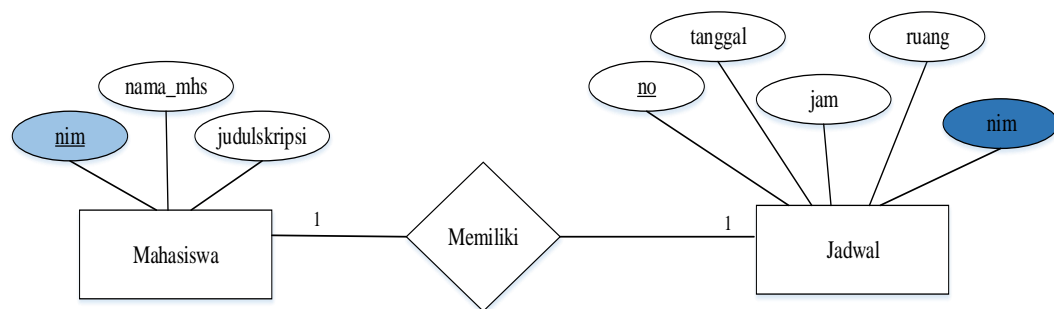 tanggal
ruang
nama_mhs
no
jam
nim
judulskripsi
nim
1
Memiliki
1
Mahasiswa
Jadwal